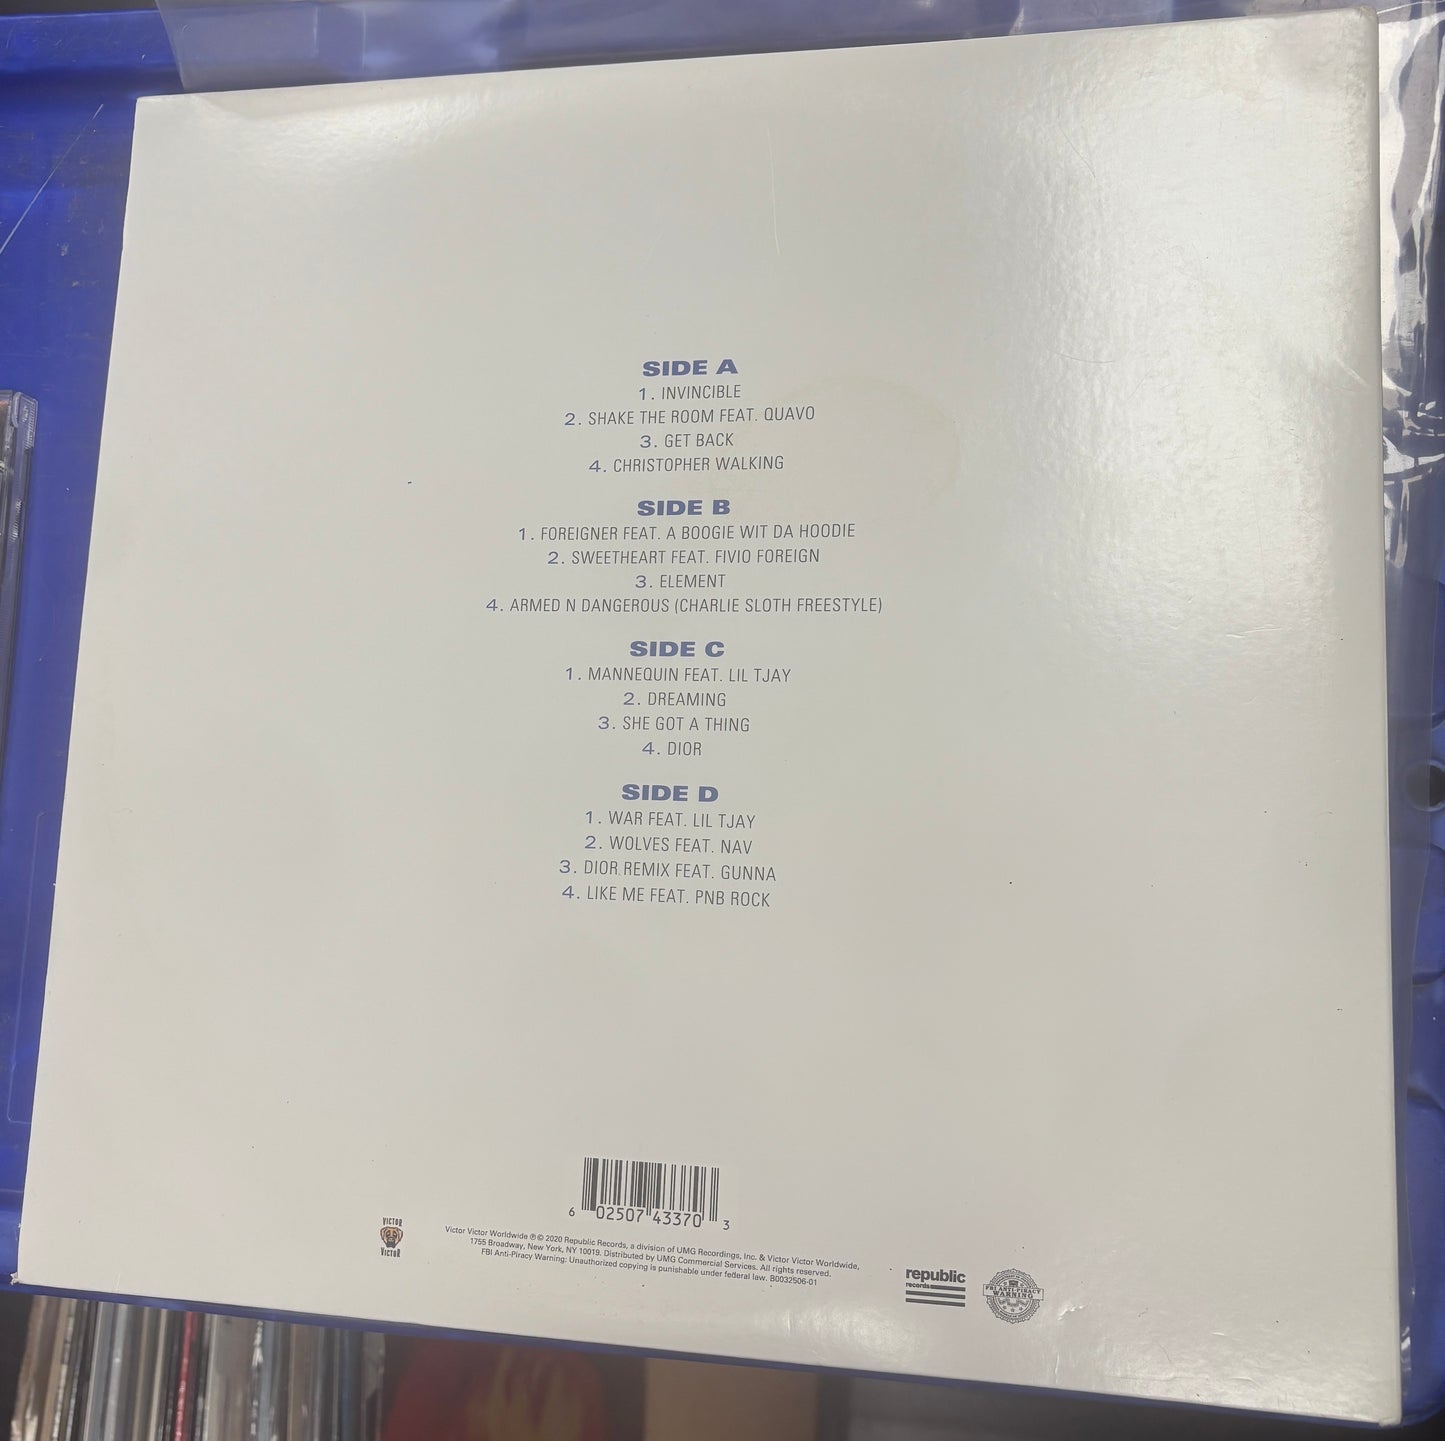 SIDE A
1. INVINCIBLE
2. SHAKE THE ROOM FEAT. QUAVO
3. GET BACK
4. CHRISTOPHER WALKING
SIDE B
1. FOREIGNER FEAT. A BOOGIE WIT DA HOODIE
2. SWEETHEART FEAT. FIVIO FOREIGN
3. ELEMENT
4. ARMED N DANGEROUS (CHARLIE SLOTH FREESTYLE)
SIDE C
1. MANNEQUIN FEAT. LIL TJAY
2. DREAMING
3. SHE GOT A THING
4. DIOR
SIDE D
1. WAR FEAT. LIL TJAY
2. WOLVES FEAT. NAV
3. DIOR REMIX FEAT. GUNNA
4. LIKE ME FEAT. PNB ROCK
6 02507 43370 3
VICTOR
VICTOR
Victor Victor Worldwide ℗ © 2020 Republic Records, a division of UMG Recordings, Inc. & Victor Victor Worldwide,
1755 Broadway, New York, NY 10019. Distributed by UMG Commercial Services. All rights reserved.
FBI Anti-Piracy Warning: Unauthorized copying is punishable under federal law. B0032506-01
republic
records
FBI ANTI-PIRACY
WARNING